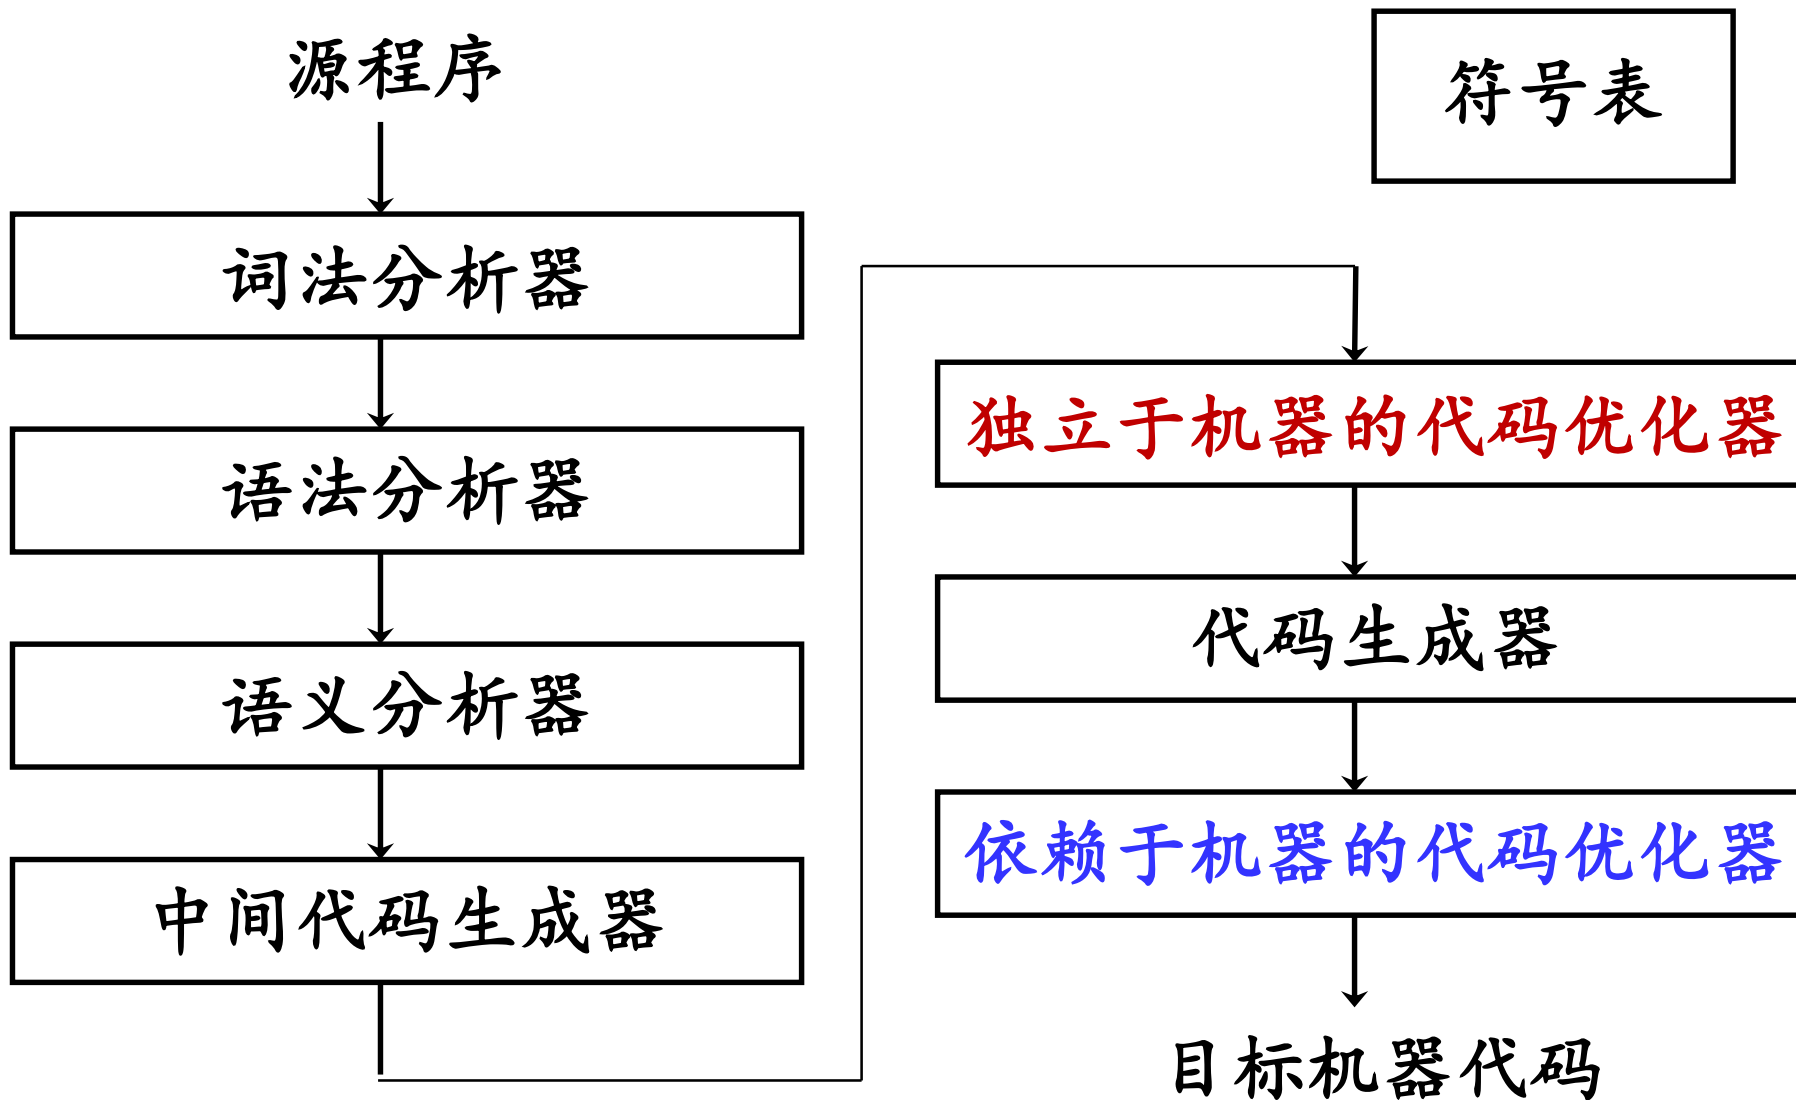 源程序
词法分析器
语法分析器
语义分析器
中间代码生成器
符号表
独立于机器的代码优化器
代码生成器
依赖于机器的代码优化器
目标机器代码